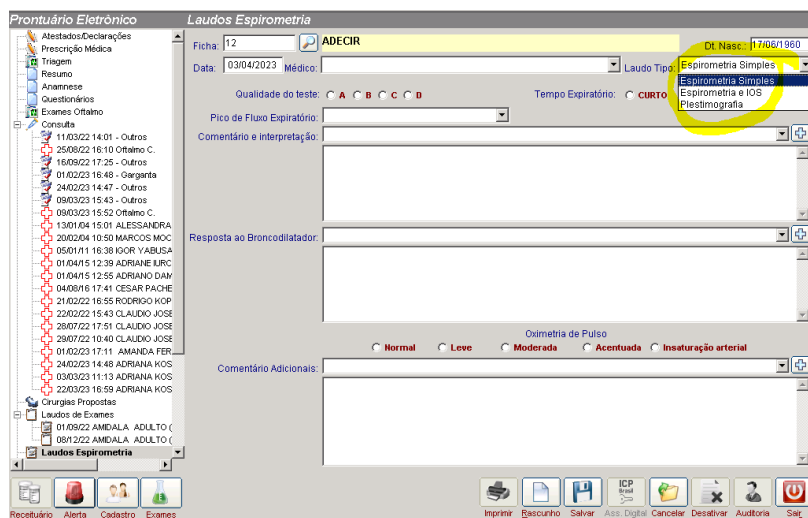 Prontuário Eletrônico
Laudos Espirometria
Atestados/Declarações
Prescrição Médica
Triagem
Resumo
Anamnese
Questionários
Exames Oftalmo
Consulta
11/03/22 14:01 - Outros
25/08/22 16:10 Oftalmo C.
16/09/22 17:25 - Outros
01/02/23 16:48 - Garganta
24/02/23 14:47 - Outros
09/03/23 15:43 - Outros
09/03/23 15:52 Oftalmo C.
13/01/04 15:01 ALESSANDRA
20/02/04 10:50 MARCOS MOC
05/01/11 16:38 IGOR YABUSA
01/04/15 12:39 ADRIANE IURC
01/04/15 12:55 ADRIANO DAM
04/08/16 17:41 CESAR PACHE
21/02/22 16:55 RODRIGO KOP
22/02/22 15:43 CLAUDIO JOSE
28/07/22 17:51 CLAUDIO JOSE
29/07/22 10:40 CLAUDIO JOSE
01/02/23 17:11 AMANDA FER
24/02/23 14:48 ADRIANA KOS
03/03/23 11:13 ADRIANA KOS
22/03/23 16:59 ADRIANA KOS
Cirurgias Propostas
Laudos de Exames
01/09/22 AMIDALA ADULTO (
08/12/22 AMIDALA ADULTO (
Laudos Espirometria
Ficha: 12 ADECIR Dt. Nasc.: 17/06/1960
Data: 03/04/2023 Médico: Laudo Tipo: Espirometria Simples
Espirometria Simples
Espirometria e IOS
Plestimografia
Qualidade do teste: A B C D Tempo Expiratório: CURTO
Pico de Fluxo Expiratório:
Comentário e interpretação:
Resposta ao Broncodilatador:
Oximetria de Pulso
Normal Leve Moderada Acentuada Insaturação arterial
Comentário Adicionais:
Receituário Alerta Cadastro Exames
ICP
Brasil
Imprimir Rascunho Salvar Ass. Digital Cancelar Desativar Auditoria Sair